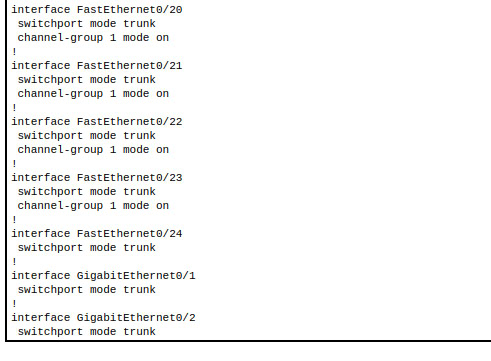 interface FastEthernet0/20
 switchport mode trunk
 channel-group 1 mode on
!
interface FastEthernet0/21
 switchport mode trunk
 channel-group 1 mode on
!
interface FastEthernet0/22
 switchport mode trunk
 channel-group 1 mode on
!
interface FastEthernet0/23
 switchport mode trunk
 channel-group 1 mode on
!
interface FastEthernet0/24
 switchport mode trunk
!
interface GigabitEthernet0/1
 switchport mode trunk
!
interface GigabitEthernet0/2
 switchport mode trunk